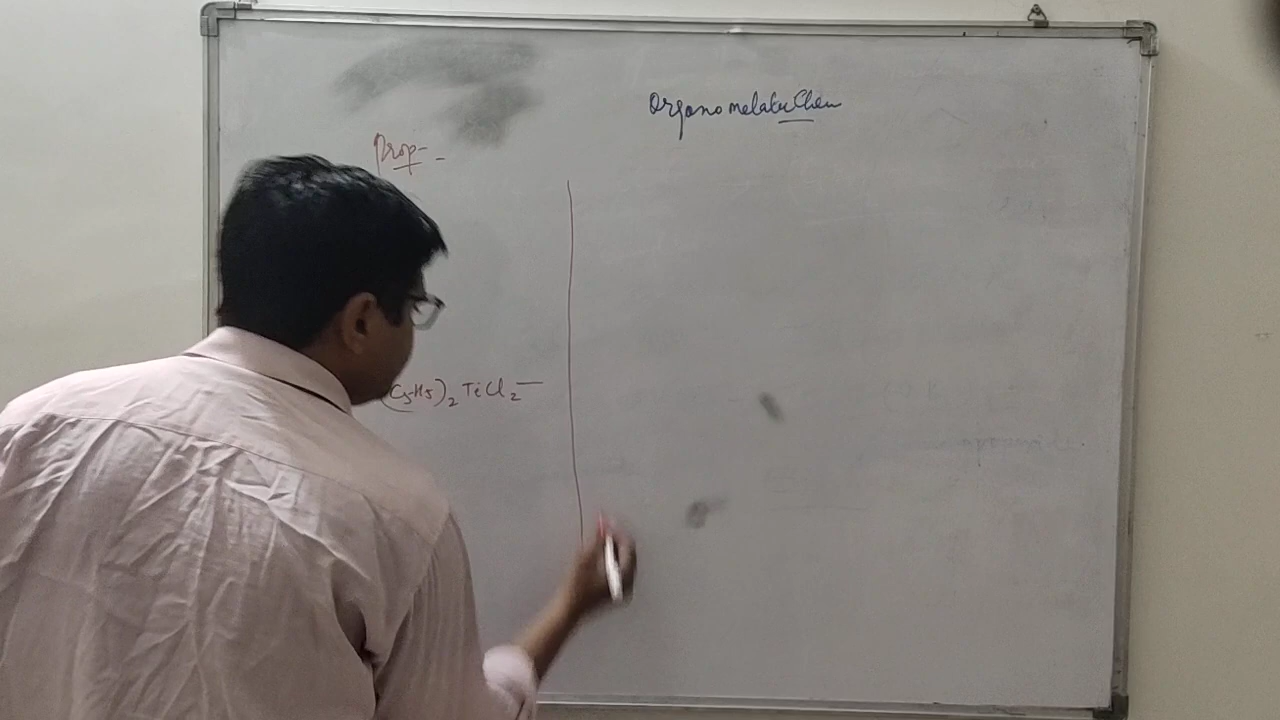 Organometallic Chem
Prop-
(C5H5)2 TiCl2 —